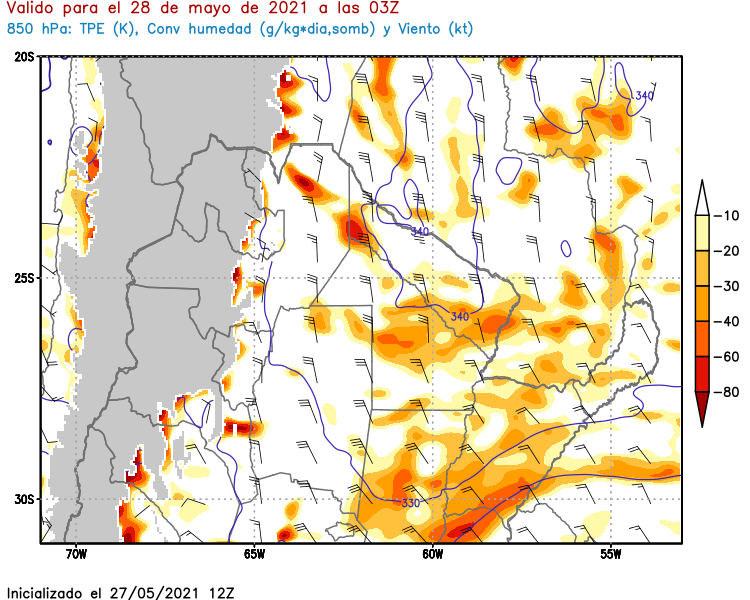 Valido para el 28 de mayo de 2021 a las 03Z
850 hPa: TPE (K), Conv humedad (g/kg*dia,somb) y Viento (kt)
20S
340
-10
-20
340
25S
-30
340
-40
-60
-80
330
30S
70W 65W 60W 55W
Inicializado el 27/05/2021 12Z